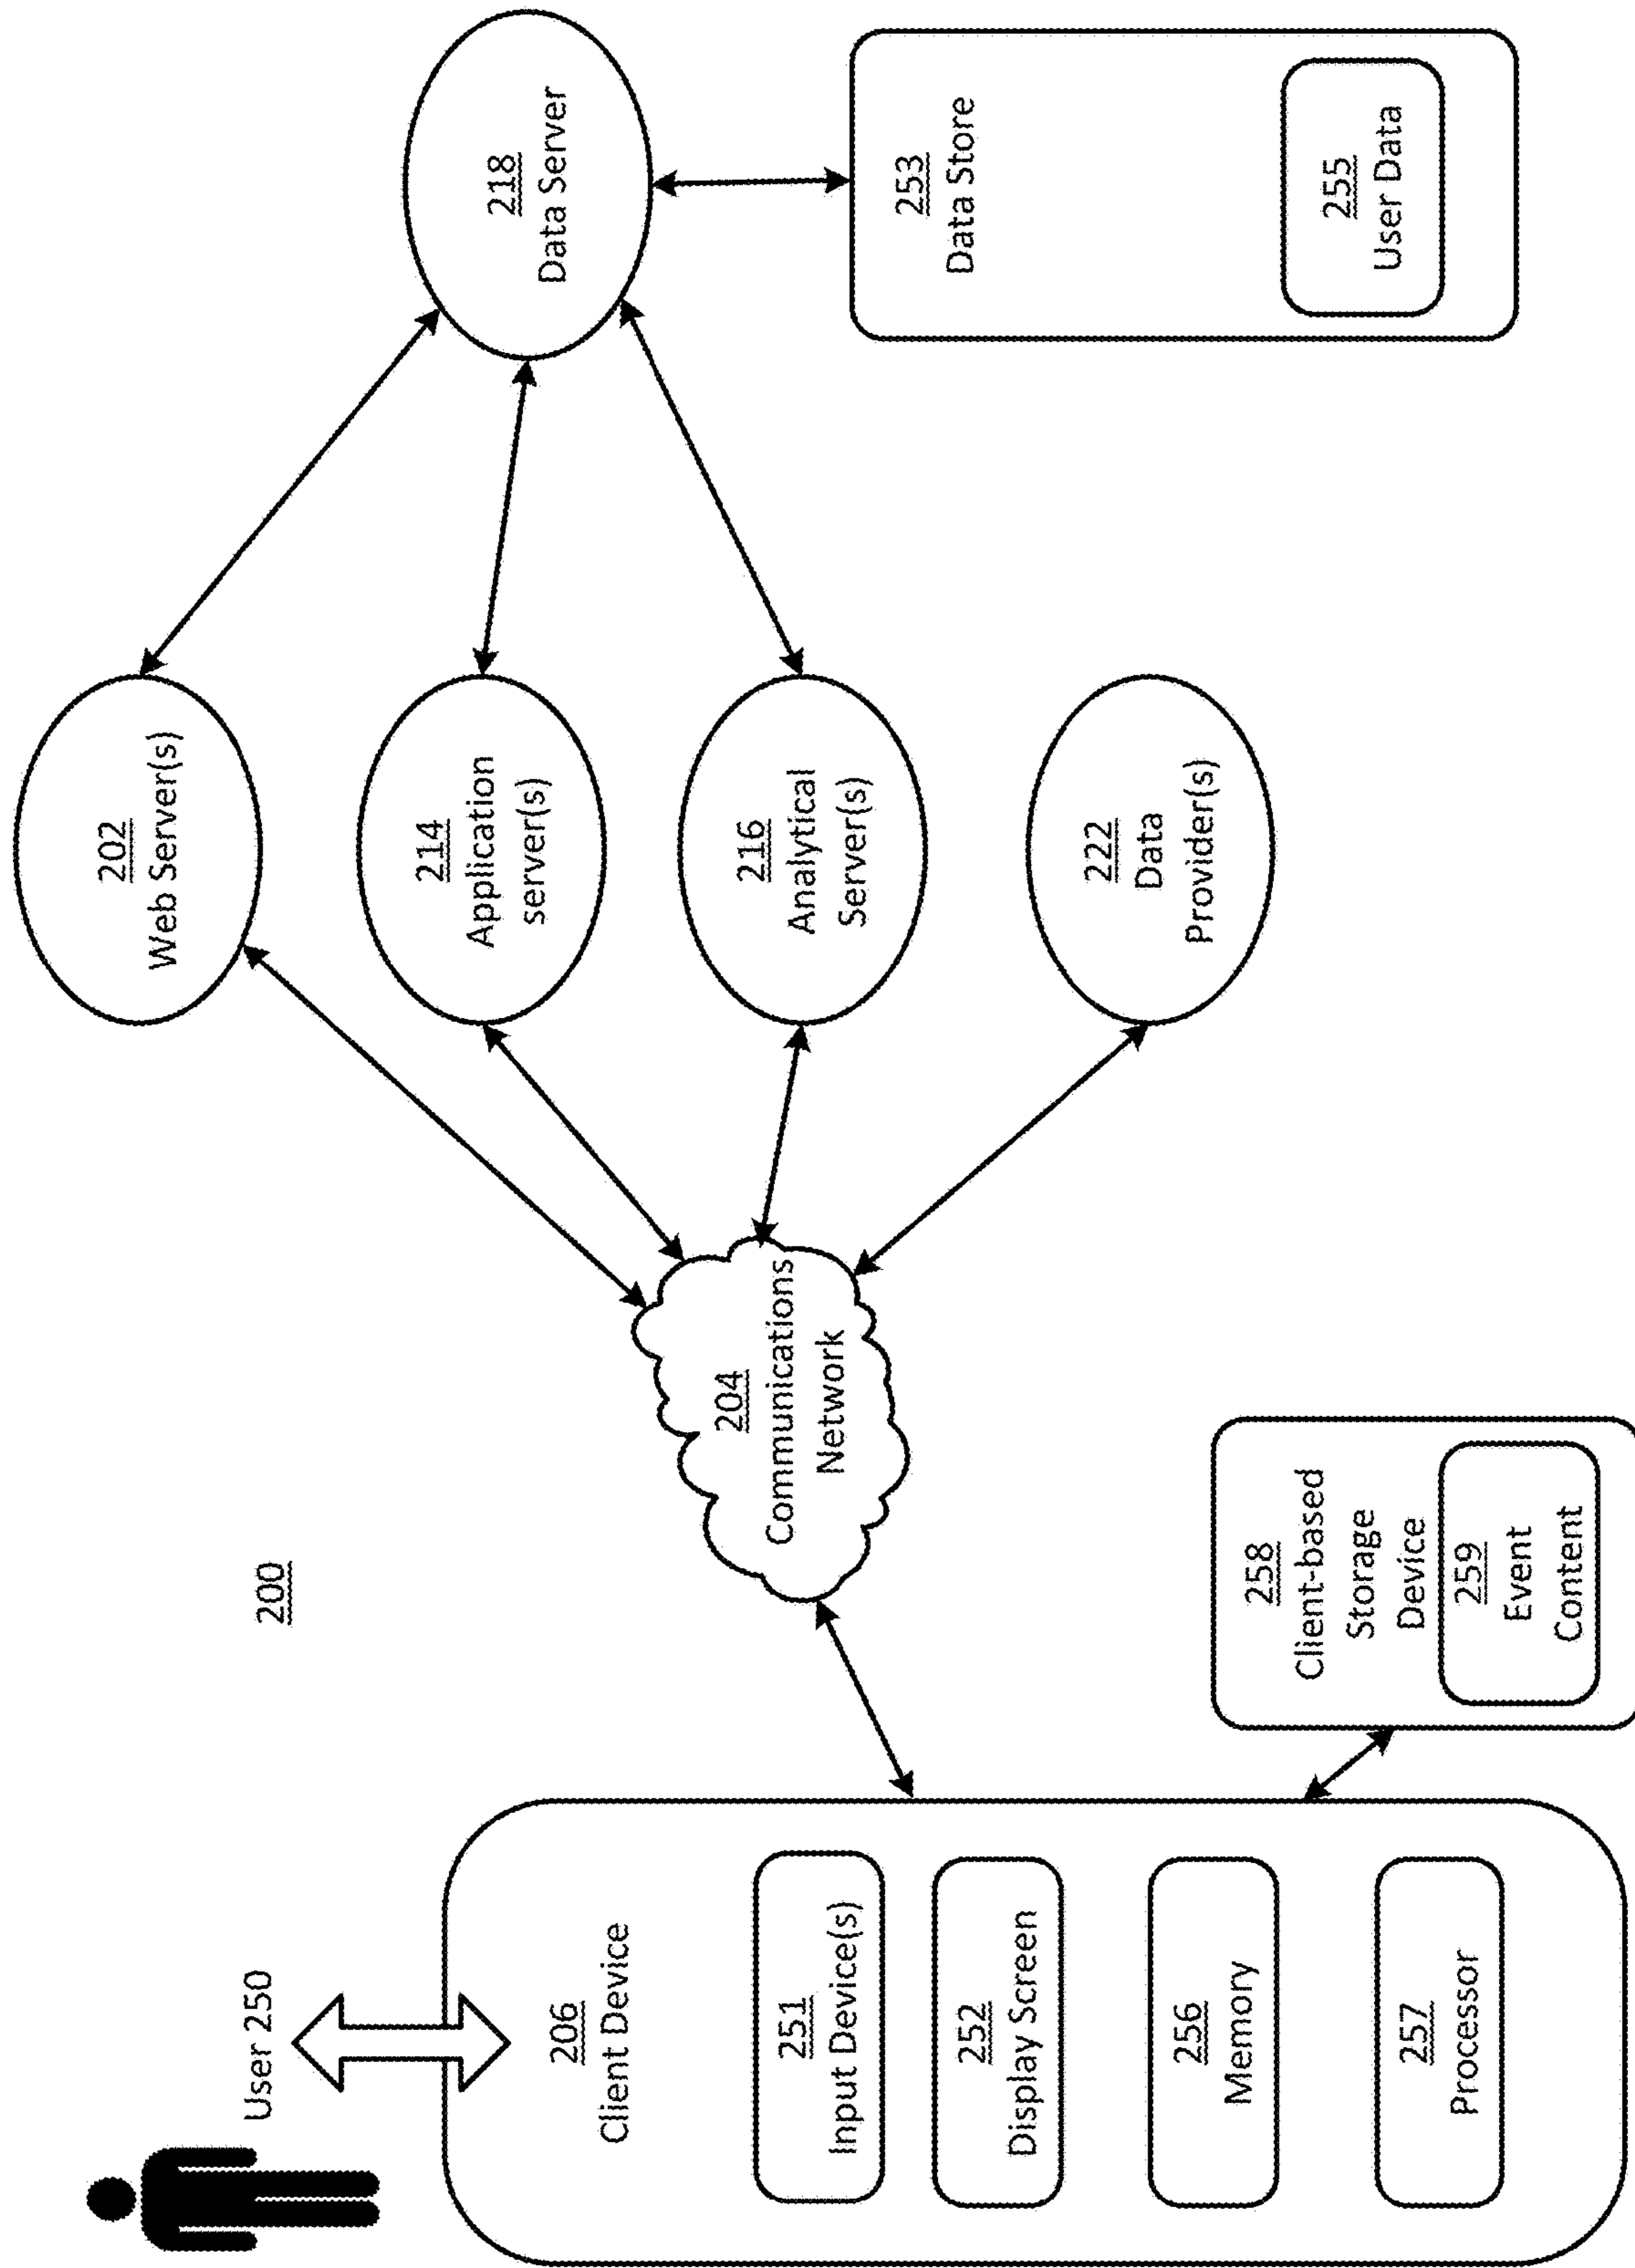 200
User 250
206
Client Device
251
Input Device(s)
252
Display Screen
256
Memory
257
Processor
258
Client-based
Storage
Device
259
Event
Content
204
Communications
Network
202
Web Server(s)
214
Application
server(s)
216
Analytical
Server(s)
222
Data
Provider(s)
218
Data Server
253
Data Store
255
User Data